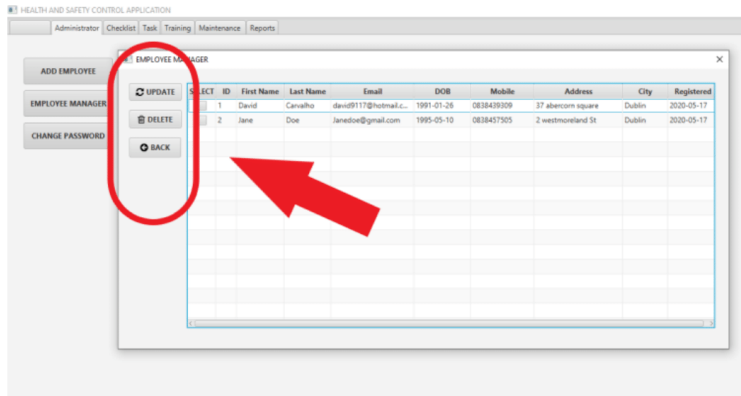 HEALTH AND SAFETY CONTROL APPLICATION
Administrator Checklist Task Training Maintenance Reports
EMPLOYEE MANAGER
ADD EMPLOYEE
EMPLOYEE MANAGER
CHANGE PASSWORD
UPDATE
DELETE
BACK
SELECT ID First Name Last Name Email DOB Mobile Address City Registered
1 David Carvalho david9117@hotmail.c... 1991-01-26 0838439309 37 abercorn square Dublin 2020-05-17
2 Jane Doe Janedoe@gmail.com 1995-05-10 0838457505 2 westmoreland St Dublin 2020-05-17